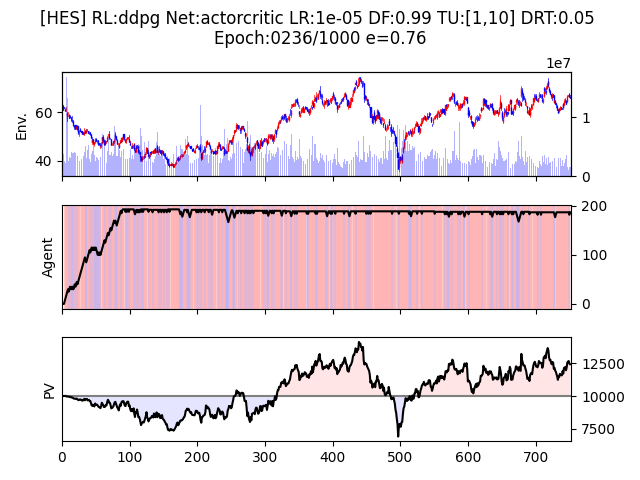 [HES] RL:ddpg Net:actorcritic LR:1e-05 DF:0.99 TU:[1,10] DRT:0.05
Epoch:0236/1000 e=0.76
1e7
Env.
60
40
1
0
Agent
200
100
0
PV
12500
10000
7500
0 100 200 300 400 500 600 700